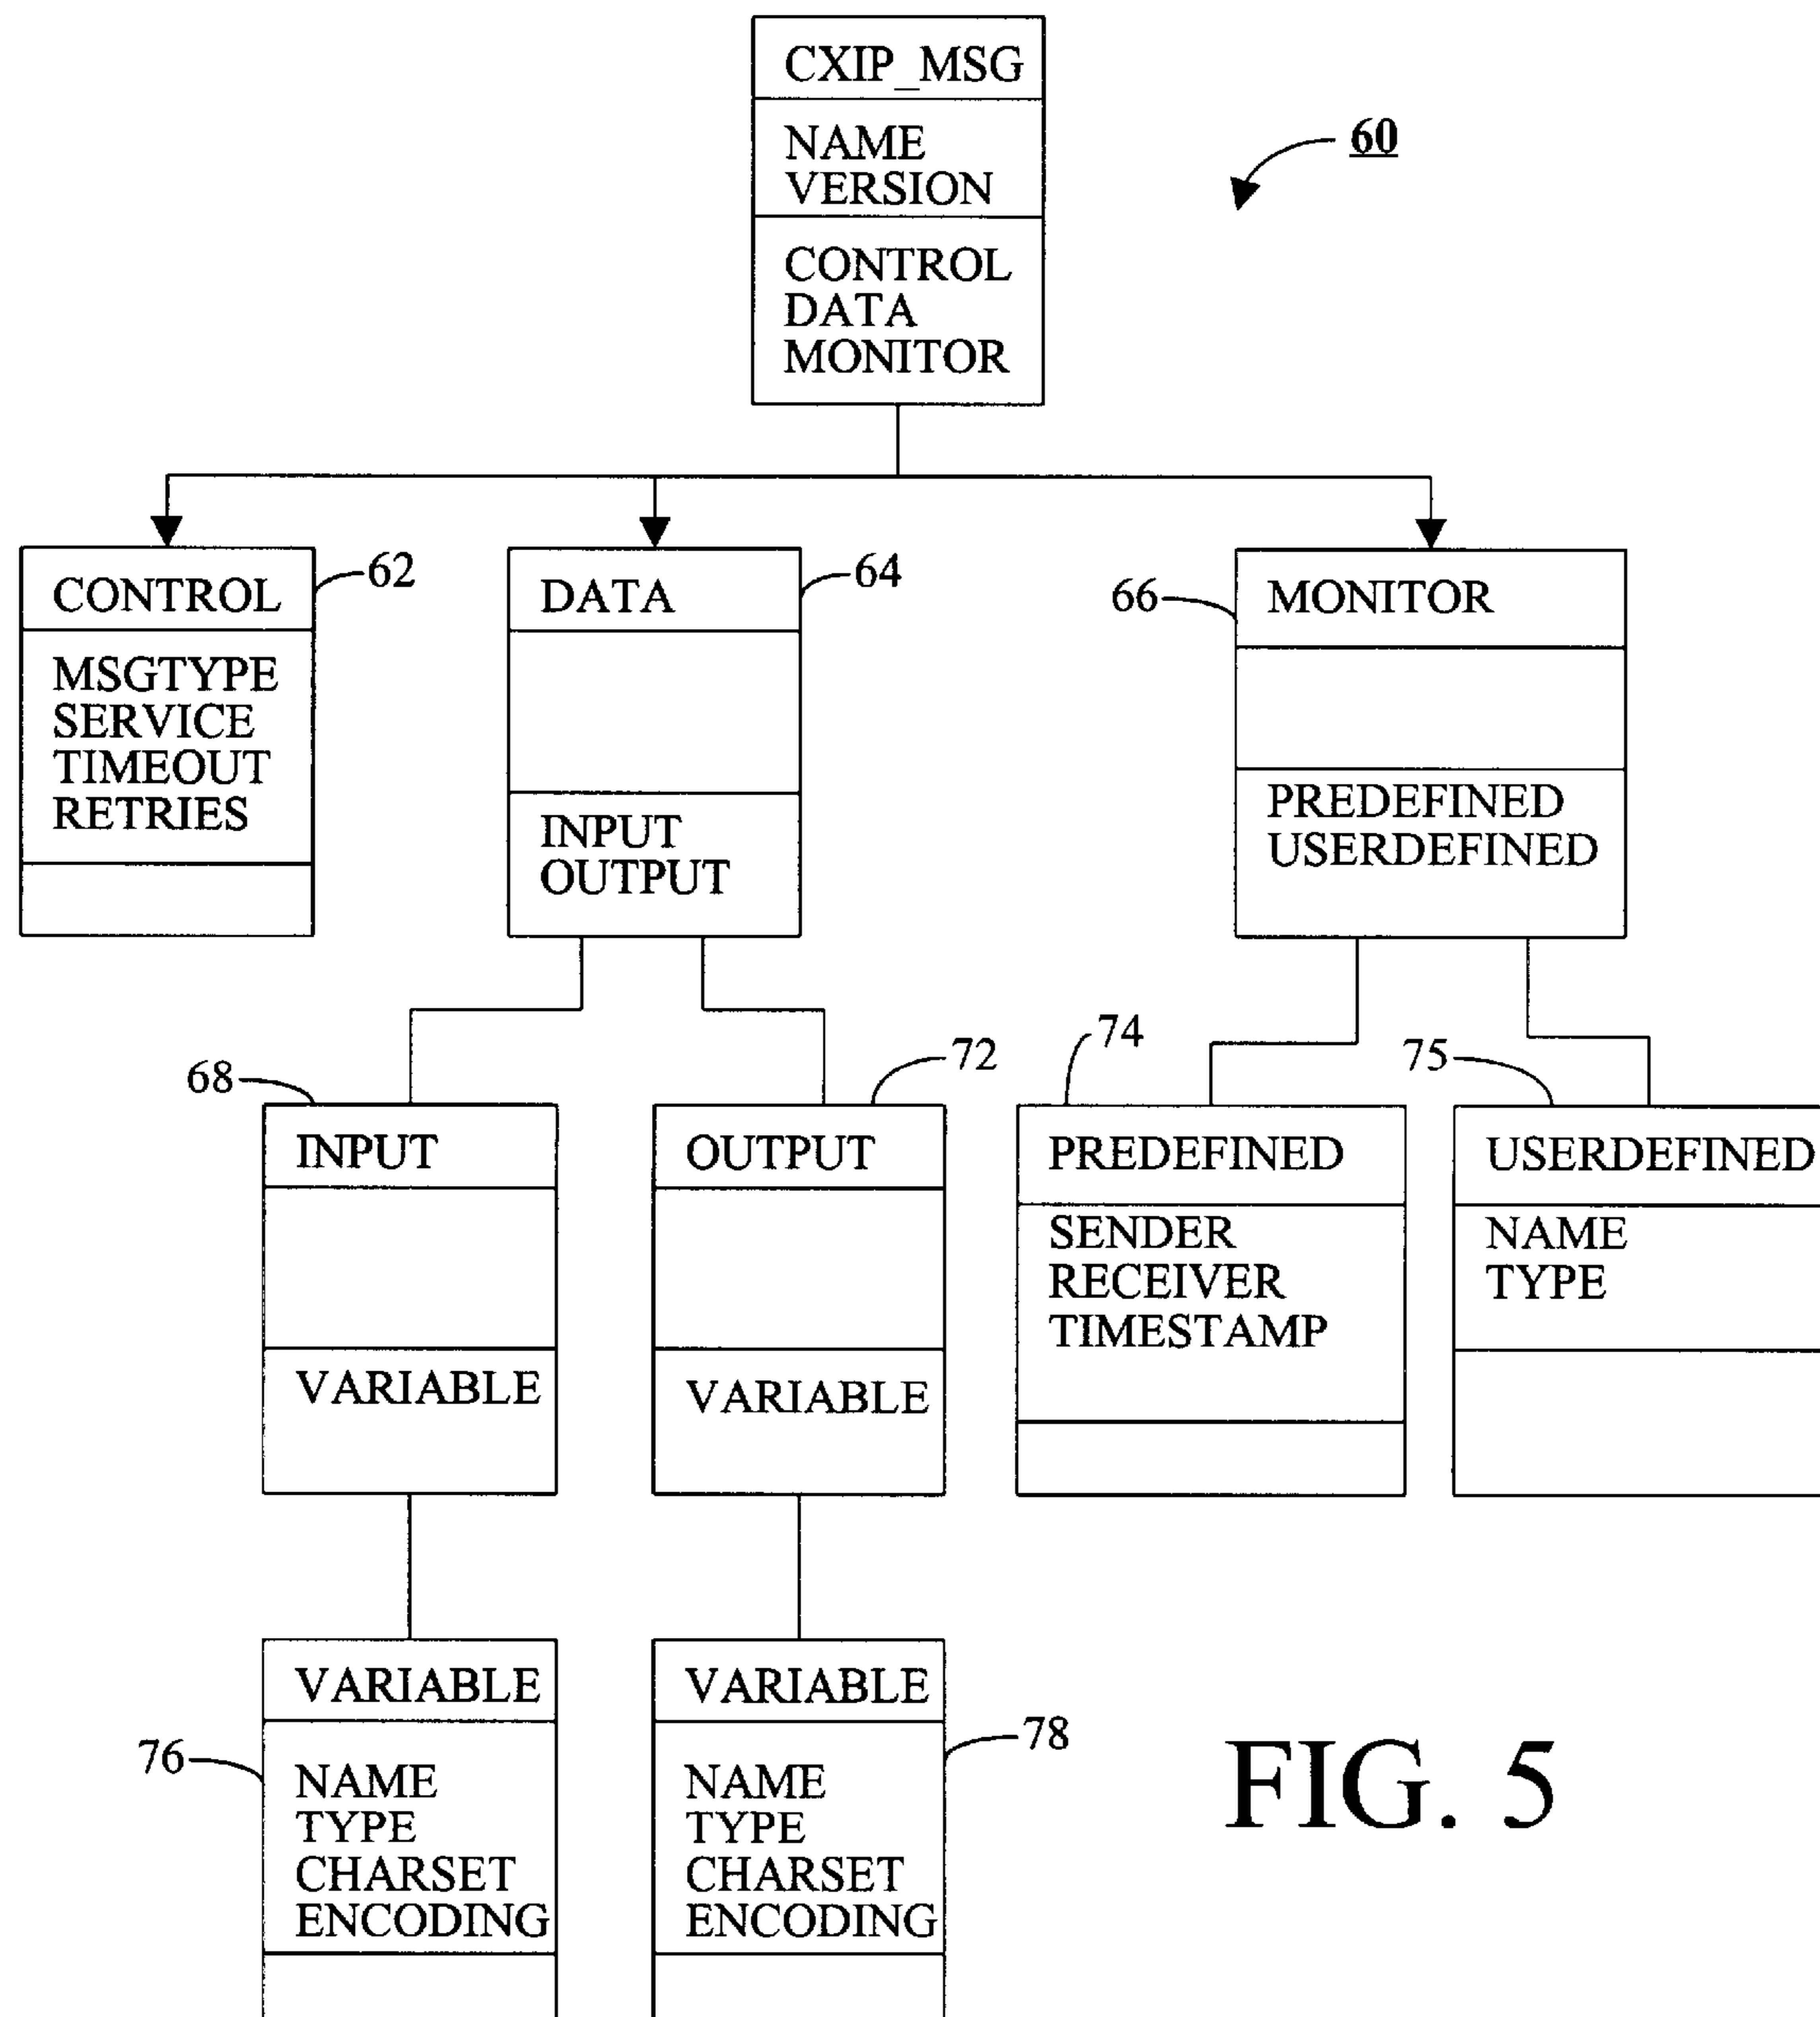 CXIP_MSG
NAME
VERSION
CONTROL
DATA
MONITOR
60
CONTROL
62
MSGTYPE
SERVICE
TIMEOUT
RETRIES
DATA
64
INPUT
OUTPUT
66
MONITOR
PREDEFINED
USERDEFINED
68
INPUT
VARIABLE
72
OUTPUT
VARIABLE
74
PREDEFINED
SENDER
RECEIVER
TIMESTAMP
75
USERDEFINED
NAME
TYPE
76
VARIABLE
NAME
TYPE
CHARSET
ENCODING
78
VARIABLE
NAME
TYPE
CHARSET
ENCODING
FIG. 5